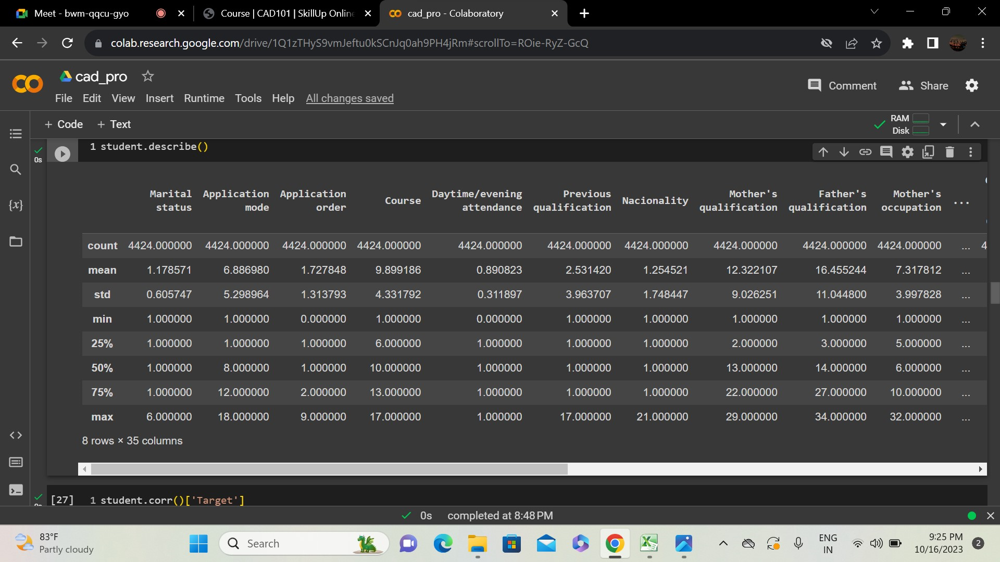 Meet - bwm-qqcu-gyo
Course | CAD101 | SkillUp Online
cad_pro - Colaboratory
colab.research.google.com/drive/1Q1zTHyS9vmJeftu0kSCnJq0ah9PH4jRm#scrollTo=ROie-RyZ-GcQ
cad_pro
File Edit View Insert Runtime Tools Help All changes saved
Comment Share
+ Code + Text
RAM
Disk
0s
1 student.describe()
Marital status Application mode Application order Course Daytime/evening attendance Previous qualification Nacionality Mother's qualification Father's qualification Mother's occupation ...
count 4424.000000 4424.000000 4424.000000 4424.000000 4424.000000 4424.000000 4424.000000 4424.000000 4424.000000 4424.000000 ... 4
mean 1.178571 6.886980 1.727848 9.899186 0.890823 2.531420 1.254521 12.322107 16.455244 7.317812 ...
std 0.605747 5.298964 1.313793 4.331792 0.311897 3.963707 1.748447 9.026251 11.044800 3.997828 ...
min 1.000000 1.000000 0.000000 1.000000 0.000000 1.000000 1.000000 1.000000 1.000000 1.000000 ...
25% 1.000000 1.000000 1.000000 6.000000 1.000000 1.000000 1.000000 2.000000 3.000000 5.000000 ...
50% 1.000000 8.000000 1.000000 10.000000 1.000000 1.000000 1.000000 13.000000 14.000000 6.000000 ...
75% 1.000000 12.000000 2.000000 13.000000 1.000000 1.000000 1.000000 22.000000 27.000000 10.000000 ...
max 6.000000 18.000000 9.000000 17.000000 1.000000 17.000000 21.000000 29.000000 34.000000 32.000000 ...
8 rows × 35 columns
{x}
[27] 1 student.corr()['Target']
0s completed at 8:48 PM
83°F
Partly cloudy
Search
ENG
IN
9:25 PM
10/16/2023
2